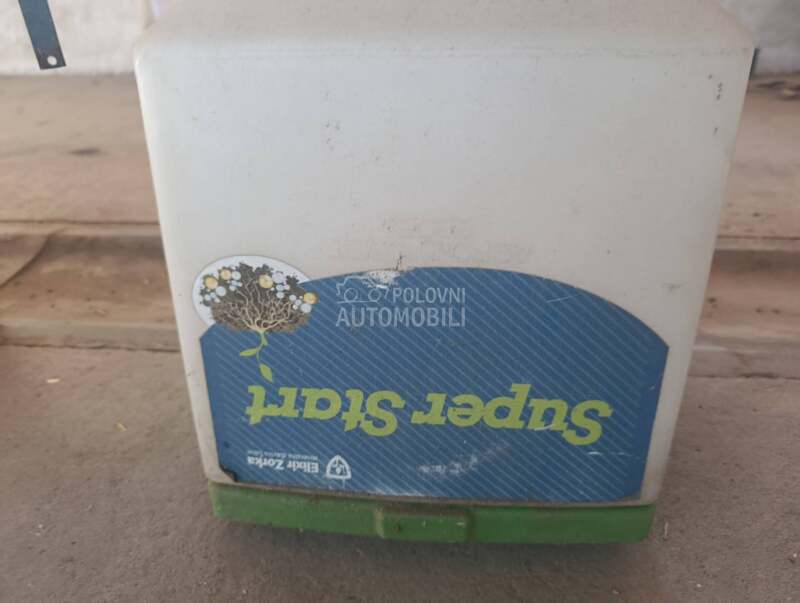 POLOVNI
AUTOMOBILI
Super Start
Elixir Zorka